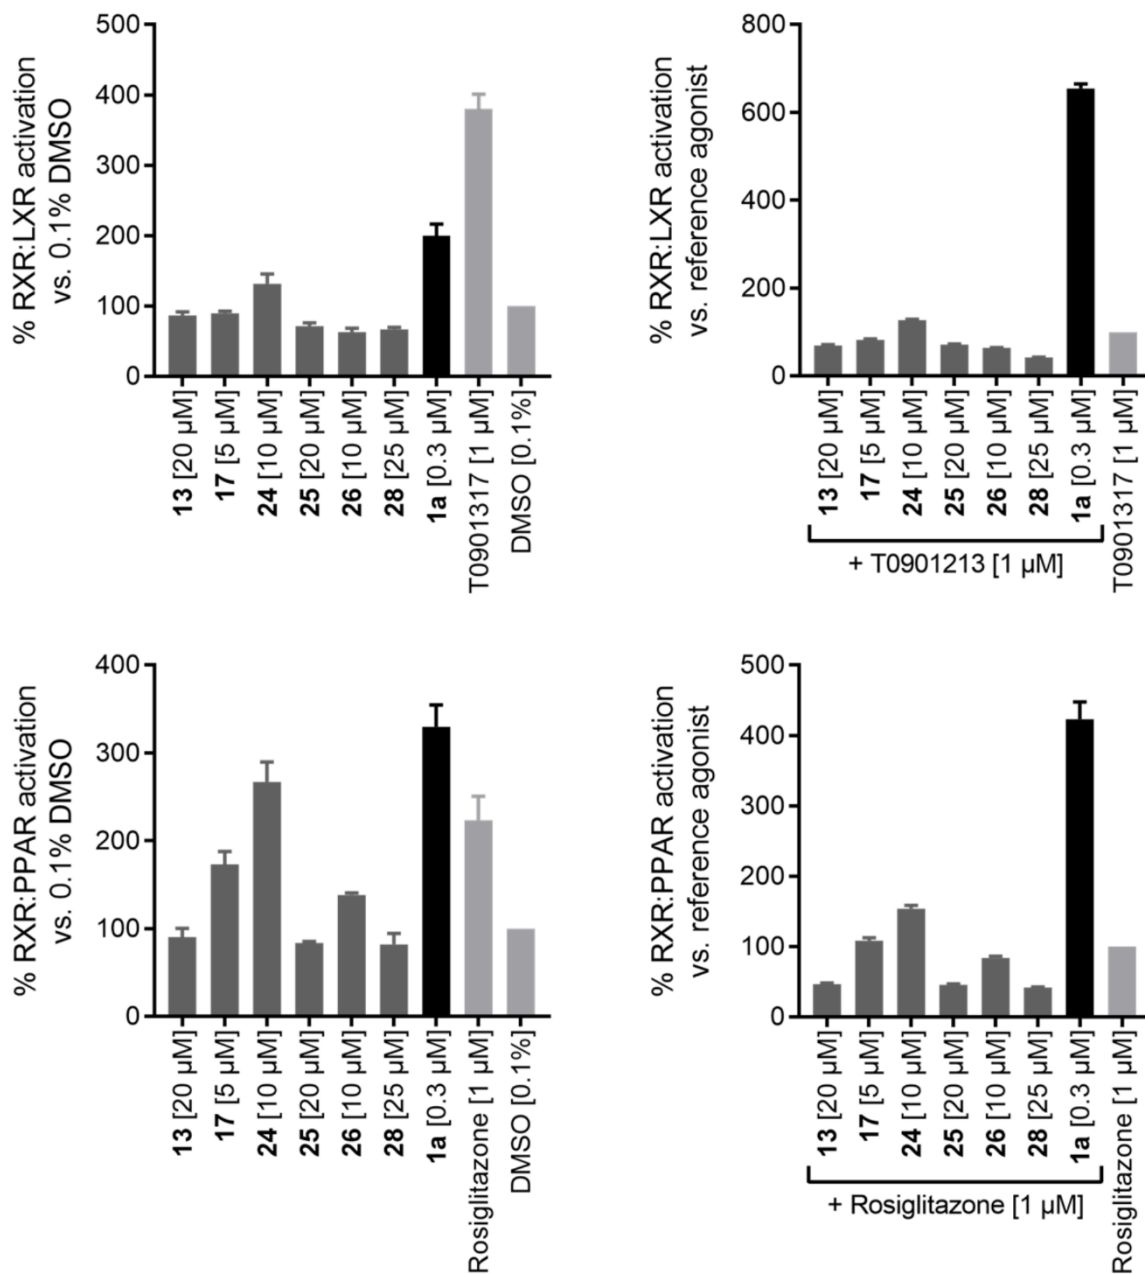 % RXR:LXR activation
vs. 0.1% DMSO
500
400
300
200
100
0
13 [20 μM]
17 [5 μM]
24 [10 μM]
25 [20 μM]
26 [10 μM]
28 [25 μM]
1a [0.3 μM]
T0901317 [1 μM]
DMSO [0.1%]
% RXR:LXR activation
vs. reference agonist
800
600
400
200
0
13 [20 μM]
17 [5 μM]
24 [10 μM]
25 [20 μM]
26 [10 μM]
28 [25 μM]
1a [0.3 μM]
T0901317 [1 μM]
+ T0901213 [1 μM]
% RXR:PPAR activation
vs. 0.1% DMSO
400
300
200
100
0
13 [20 μM]
17 [5 μM]
24 [10 μM]
25 [20 μM]
26 [10 μM]
28 [25 μM]
1a [0.3 μM]
Rosiglitazone [1 μM]
DMSO [0.1%]
% RXR:PPAR activation
vs. reference agonist
500
400
300
200
100
0
13 [20 μM]
17 [5 μM]
24 [10 μM]
25 [20 μM]
26 [10 μM]
28 [25 μM]
1a [0.3 μM]
Rosiglitazone [1 μM]
+ Rosiglitazone [1 μM]